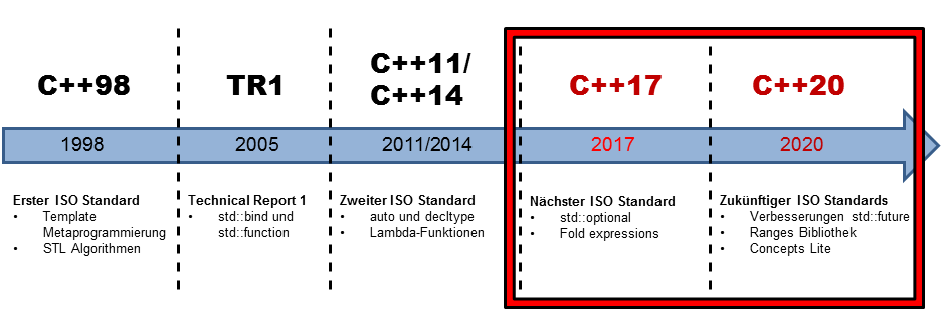 C++98
TR1
C++11/
C++14
C++17
C++20
1998
2005
2011/2014
2017
2020
Erster ISO Standard
• Template
Metaprogrammierung
• STL Algorithmen
Technical Report 1
• std::bind und
std::function
Zweiter ISO Standard
• auto und decltype
• Lambda-Funktionen
Nächster ISO Standard
• std::optional
• Fold expressions
Zukünftiger ISO Standards
• Verbesserungen std::future
• Ranges Bibliothek
• Concepts Lite